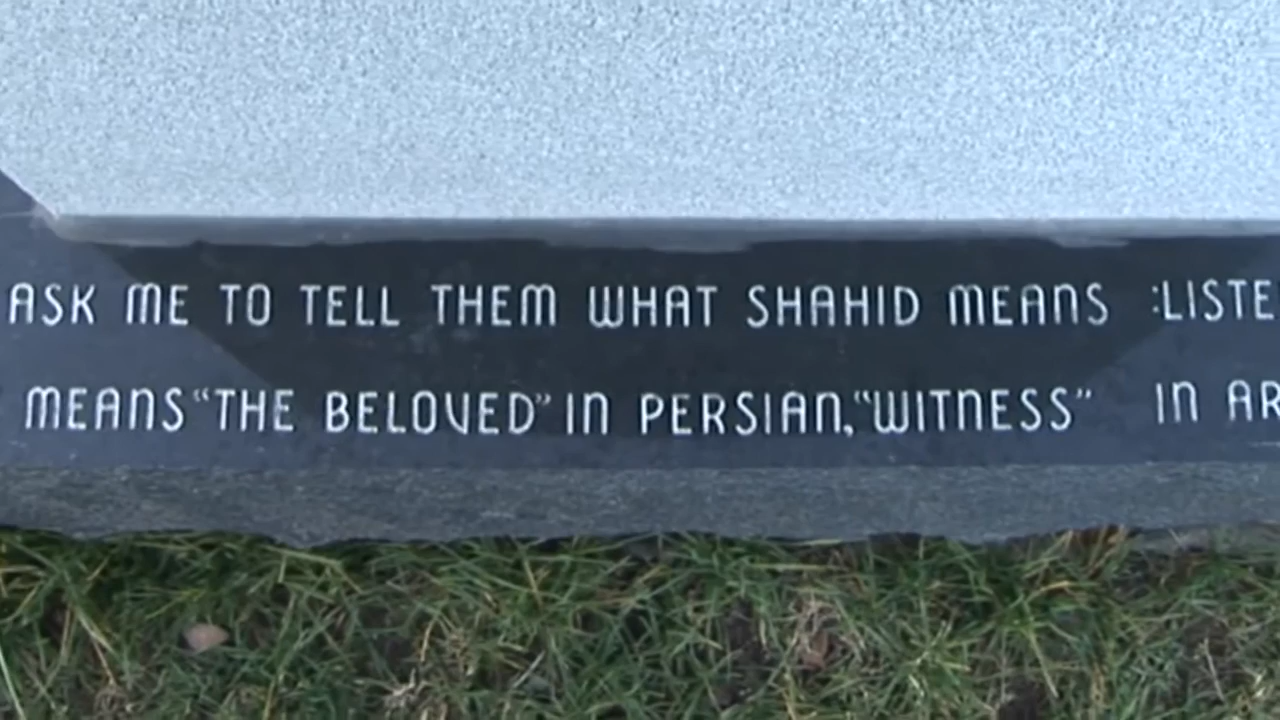 ASK ME TO TELL THEM WHAT SHAHID MEANS :LISTE
MEANS "THE BELOVED" IN PERSIAN, "WITNESS" IN AR